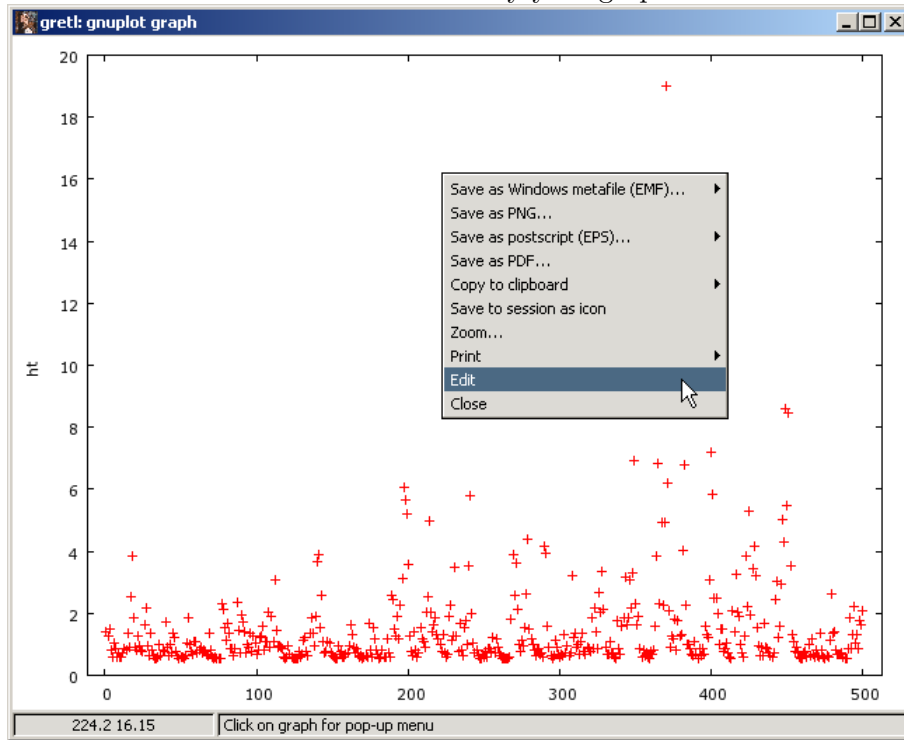 gretl: gnuplot graph
20
18
16
14
12
10
8
6
4
2
0
ht
Save as Windows metafile (EMF)...
Save as PNG...
Save as postscript (EPS)...
Save as PDF...
Copy to clipboard
Save to session as icon
Zoom...
Print
Edit
Close
0 100 200 300 400 500
224.2 16.15 Click on graph for pop-up menu